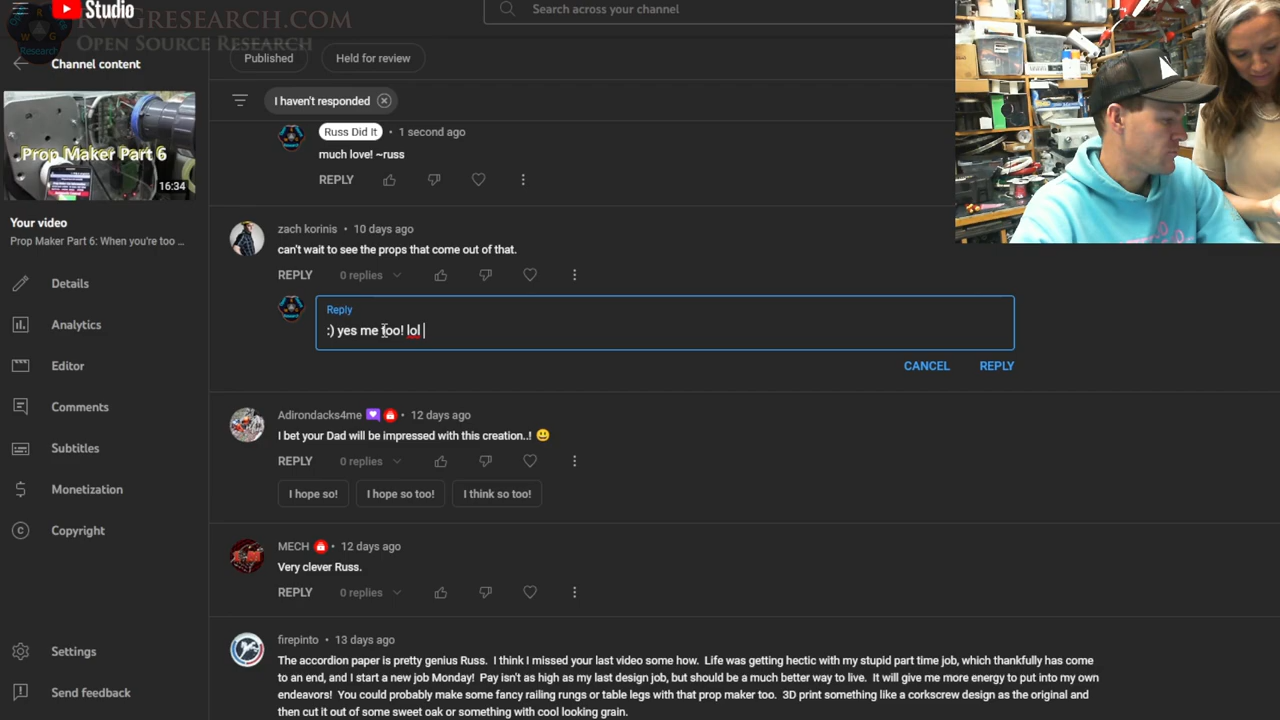 RWGRESEARCH.COM
Studio
Search across your channel
R
W
G
Research
Open Source Research
Channel content
Published
Held for review
I haven't responded
Russ Did It • 1 second ago
much love! ~russ
REPLY
Prop Maker Part 6
16:34
Your video
Prop Maker Part 6: When you're too ...
zach korinis • 10 days ago
can't wait to see the props that come out of that.
REPLY 0 replies
Details
Reply
:) yes me too! lol
Analytics
CANCEL REPLY
Editor
Comments
Adirondacks4me • 12 days ago
I bet your Dad will be impressed with this creation..! 😃
Subtitles
REPLY 0 replies
Monetization
I hope so! I hope so too! I think so too!
Copyright
MECH • 12 days ago
Very clever Russ.
REPLY 0 replies
firepinto • 13 days ago
Settings
The accordion paper is pretty genius Russ. I think I missed your last video some how. Life was getting hectic with my stupid part time job, which thankfully has come
to an end, and I start a new job Monday! Pay isn't as high as my last design job, but should be a much better way to live. It will give me more energy to put into my own
Send feedback
endeavors! You could probably make some fancy railing rungs or table legs with that prop maker too. 3D print something like a corkscrew design as the original and
then cut it out of some sweet oak or something with cool looking grain.